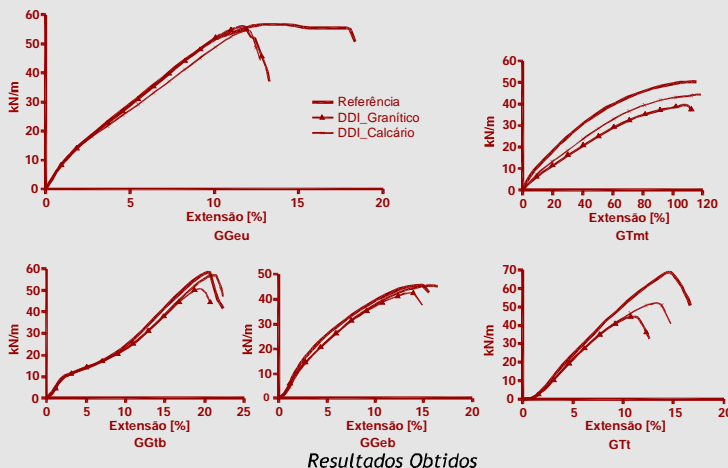 60
50
40
30
20
10
0
kN/m
0 5 10 15 20
Extensão [%]
GGeu
Referência
DDI_Granítico
DDI_Calcário
60
50
40
30
20
10
0
kN/m
0 20 40 60 80 100 120
Extensão [%]
GTmt
60
50
40
30
20
10
0
kN/m
0 5 10 15 20 25
Extensão [%]
GGtb
50
40
30
20
10
0
kN/m
0 5 10 15 20
Extensão [%]
GGeb
70
60
50
40
30
20
10
0
kN/m
0 5 10 15 20
Extensão [%]
GTt
Resultados Obtidos